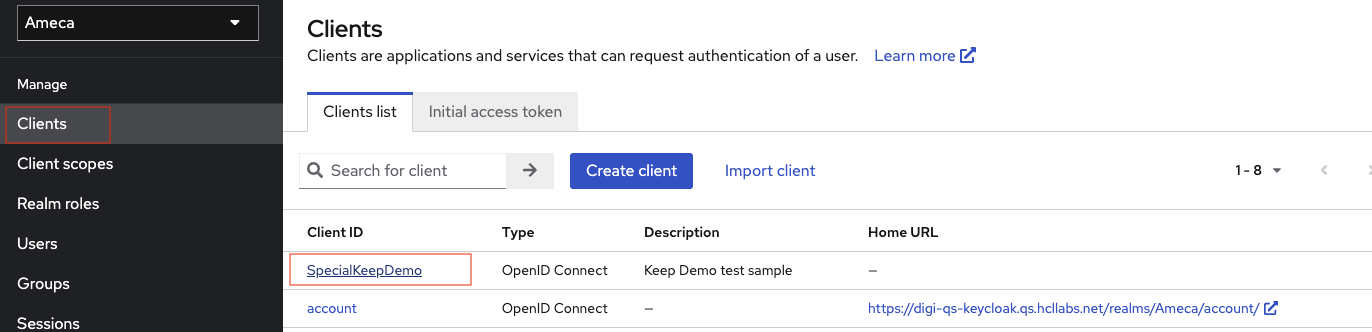 Ameca
Manage
Clients
Client scopes
Realm roles
Users
Groups
Sessions
Clients
Clients are applications and services that can request authentication of a user. Learn more
Clients list Initial access token
Search for client Create client Import client 1 - 8
Client ID Type Description Home URL
SpecialKeepDemo OpenID Connect Keep Demo test sample –
account OpenID Connect – https://digi-qs-keycloak.qs.hcllabs.net/realms/Ameca/account/